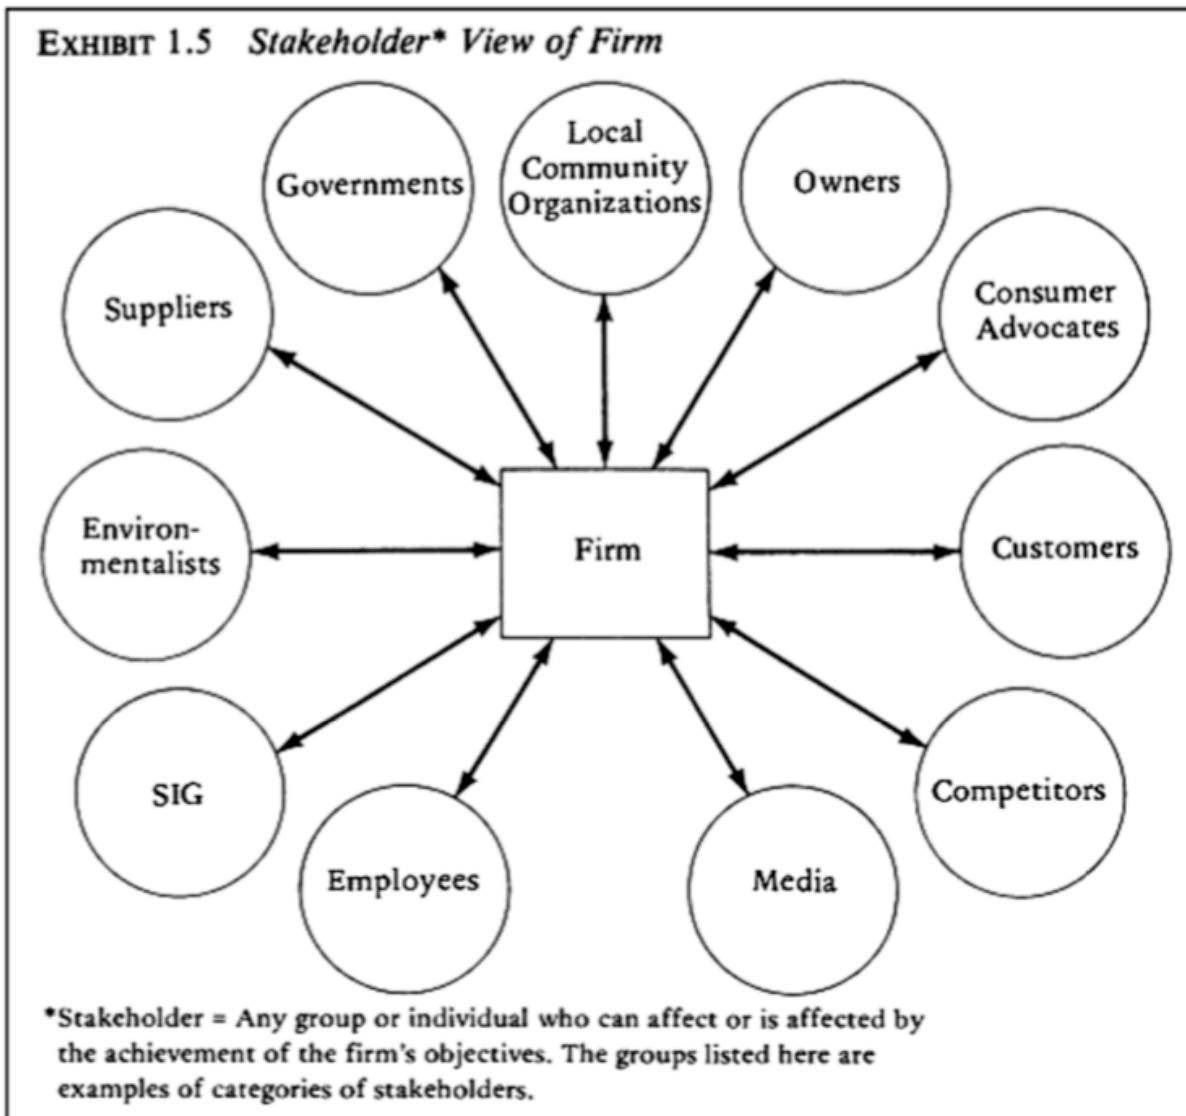 EXHIBIT 1.5 Stakeholder* View of Firm
Governments
Local
Community
Organizations
Owners
Suppliers
Consumer
Advocates
Environ-
mentalists
Firm
Customers
SIG
Competitors
Employees
Media
*Stakeholder = Any group or individual who can affect or is affected by
the achievement of the firm's objectives. The groups listed here are
examples of categories of stakeholders.